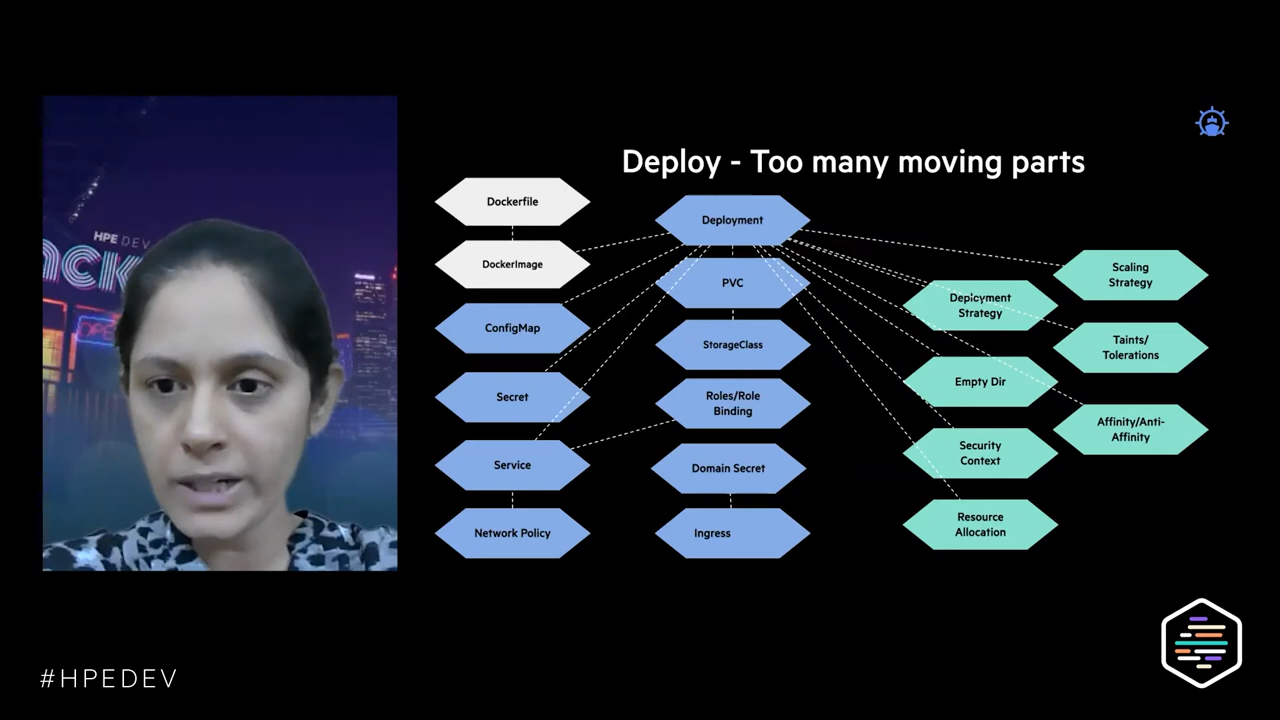 Deploy - Too many moving parts
HPE DEV
ACK
OPE
Dockerfile
DockerImage
ConfigMap
Secret
Service
Network Policy
Deployment
PVC
StorageClass
Roles/Role
Binding
Domain Secret
Ingress
Deployment
Strategy
Empty Dir
Security
Context
Resource
Allocation
Scaling
Strategy
Taints/
Tolerations
Affinity/Anti-
Affinity
#HPEDEV